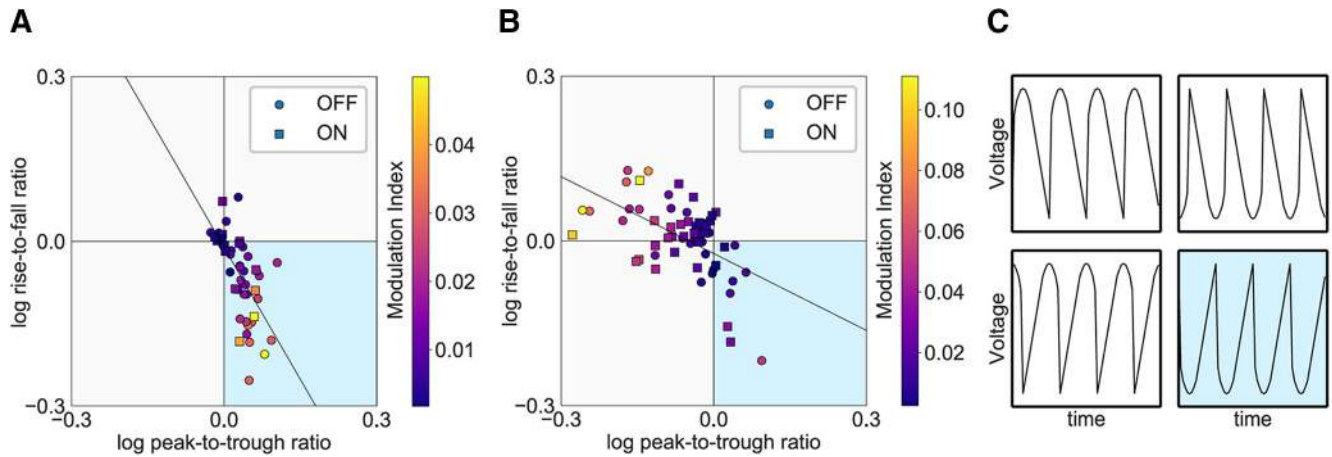 A
B
C
0.3
0.0
−0.3
−0.3
0.0
0.3
log rise-to-fall ratio
log peak-to-trough ratio
OFF
ON
0.04
0.03
0.02
0.01
Modulation Index
0.3
0.0
−0.3
−0.3
0.0
0.3
log rise-to-fall ratio
log peak-to-trough ratio
OFF
ON
0.10
0.08
0.06
0.04
0.02
Modulation Index
Voltage
Voltage
time
time